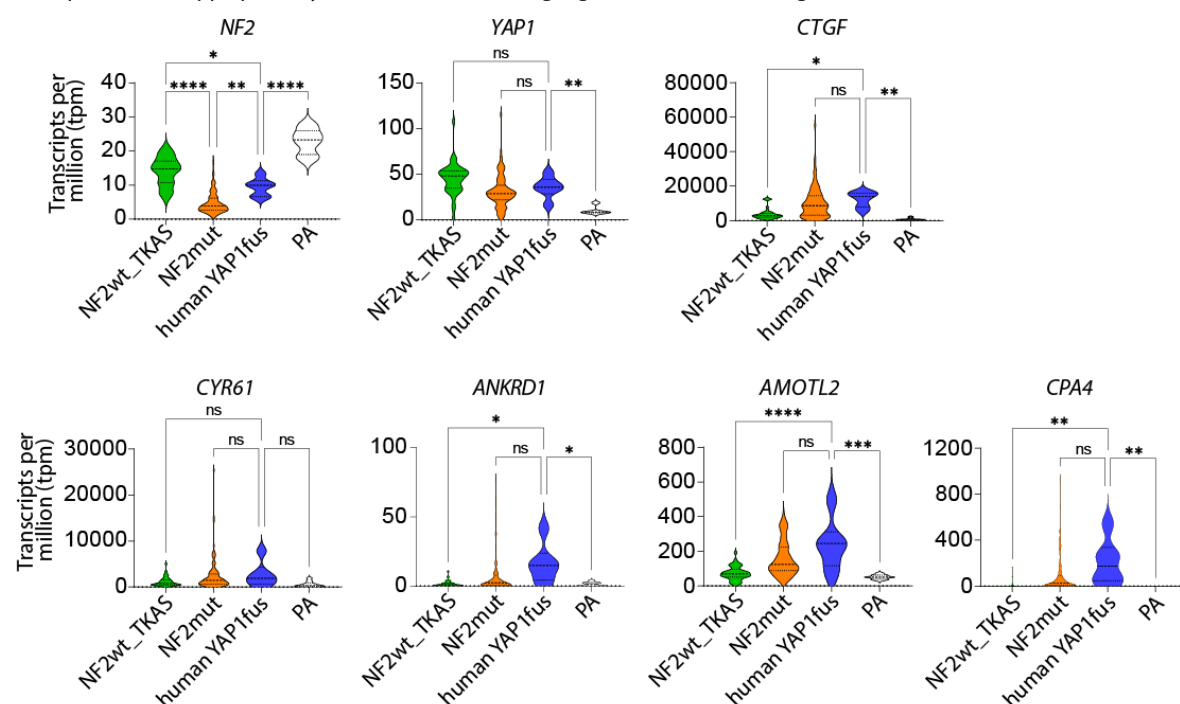 NF2
YAP1
CTGF
Transcripts per
million (tpm)
40
30
20
10
0
*
****
**
****
NF2wt_TKAS
NF2mut
human YAP1fus
PA
150
100
50
0
ns
ns
**
NF2wt_TKAS
NF2mut
human YAP1fus
PA
80000
60000
40000
20000
0
*
ns
**
NF2wt_TKAS
NF2mut
human YAP1fus
PA
CYR61
ANKRD1
AMOTL2
CPA4
Transcripts per
million (tpm)
30000
20000
10000
0
ns
ns
ns
NF2wt_TKAS
NF2mut
human YAP1fus
PA
100
50
0
*
ns
*
NF2wt_TKAS
NF2mut
human YAP1fus
PA
800
600
400
200
0
****
ns
***
NF2wt_TKAS
NF2mut
human YAP1fus
PA
1200
800
400
0
**
ns
**
NF2wt_TKAS
NF2mut
human YAP1fus
PA